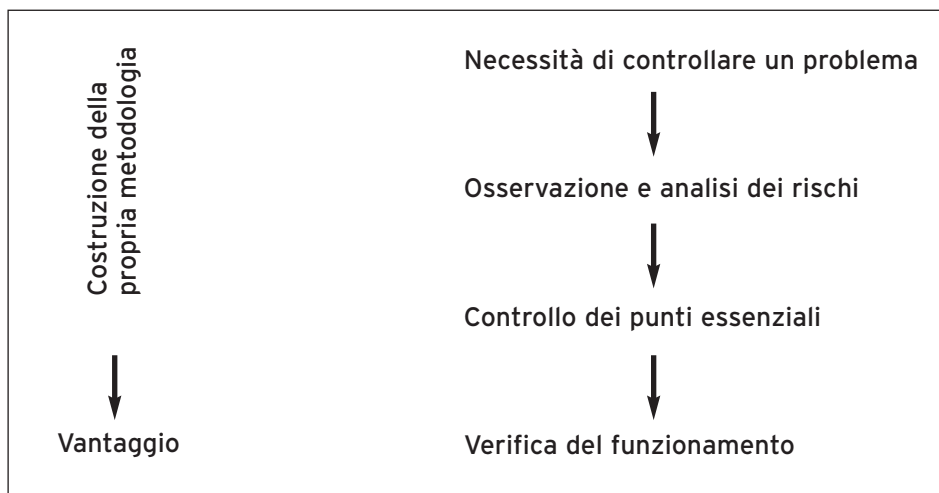 Costruzione della
propria metodologia
Vantaggio
Necessità di controllare un problema
Osservazione e analisi dei rischi
Controllo dei punti essenziali
Verifica del funzionamento